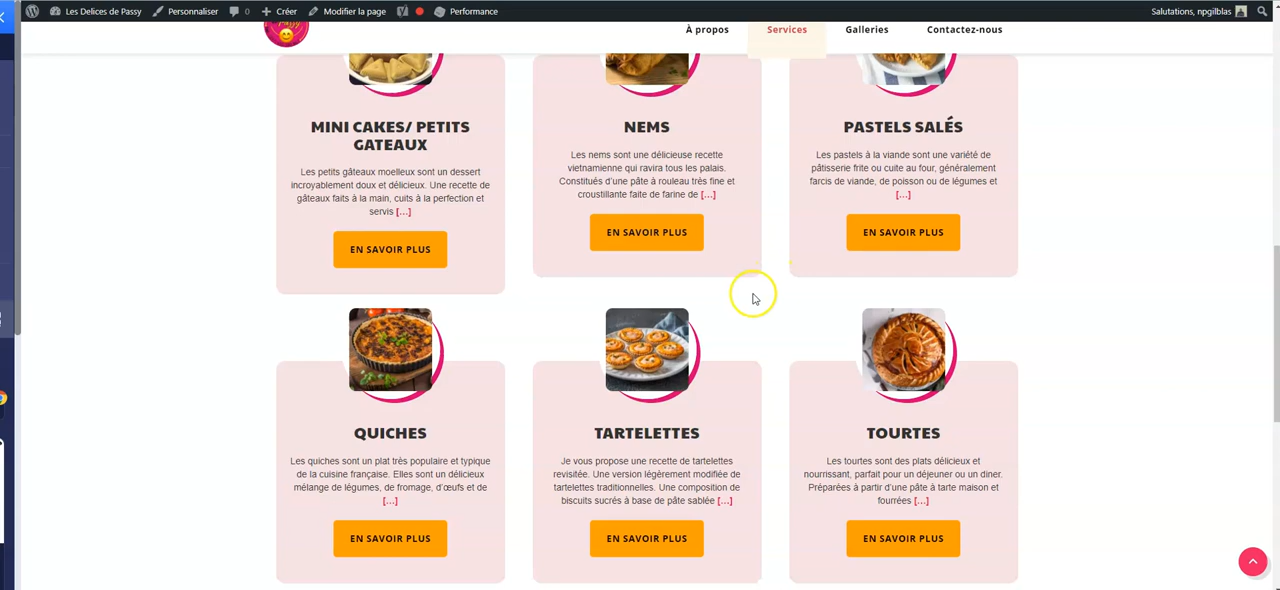 Les Delices de Passy
Personnaliser
0
Créer
Modifier la page
Performance
Salutations, npgilblas
À propos
Services
Galleries
Contactez-nous
MINI CAKES/ PETITS
GATEAUX
Les petits gâteaux moelleux sont un dessert
incroyablement doux et délicieux. Une recette de
gâteaux faits à la main, cuits à la perfection et
servis [...]
EN SAVOIR PLUS
NEMS
Les nems sont une délicieuse recette
vietnamienne qui ravira tous les palais.
Constitués d'une pâte à rouleau très fine et
croustillante faite de farine de [...]
EN SAVOIR PLUS
PASTELS SALÉS
Les pastels à la viande sont une variété de
pâtisserie frite ou cuite au four, généralement
farcis de viande, de poisson ou de légumes et
[...]
EN SAVOIR PLUS
QUICHES
Les quiches sont un plat très populaire et typique
de la cuisine française. Elles sont un délicieux
mélange de légumes, de fromage, d'œufs et de
[...]
EN SAVOIR PLUS
TARTELETTES
Je vous propose une recette de tartelettes
revisitée. Une version légèrement modifiée de
tartelettes traditionnelles. Une composition de
biscuits sucrés à base de pâte sablée [...]
EN SAVOIR PLUS
TOURTES
Les tourtes sont des plats délicieux et
nourrissant, parfait pour un déjeuner ou un diner.
Préparées à partir d'une pâte à tarte maison et
fourrées [...]
EN SAVOIR PLUS